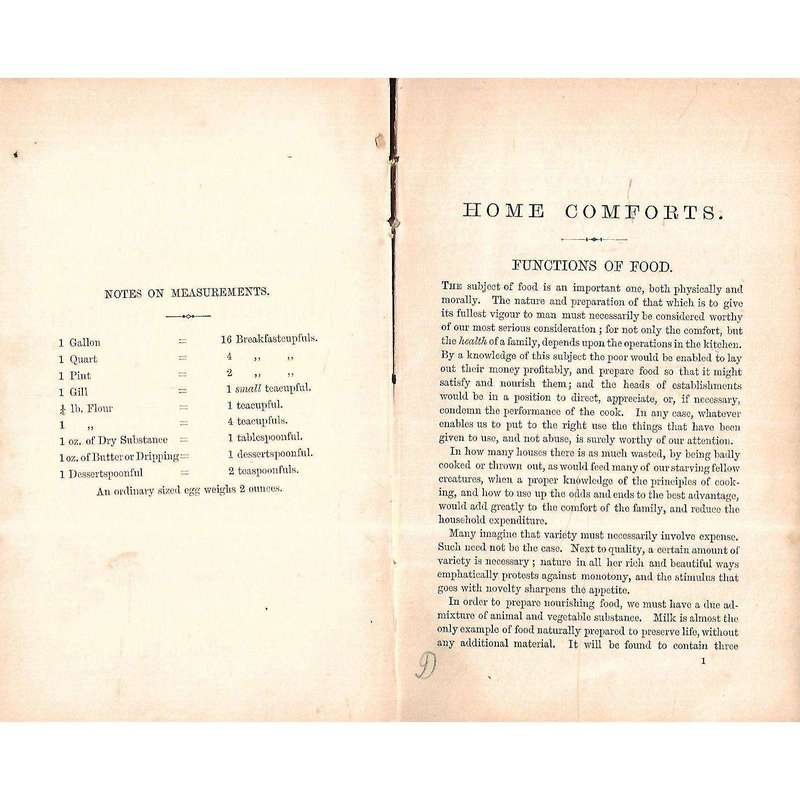 NOTES ON MEASUREMENTS.
1 Gallon = 16 Breakfastcupfuls.
1 Quart = 4 ,, ,,
1 Pint = 2 ,, ,,
1 Gill = 1 small teacupful.
¼ lb. Flour = 1 teacupful.
1 ,, = 4 teacupfuls.
1 oz. of Dry Substance = 1 tablespoonful.
1 oz. of Butter or Dripping = 1 dessertspoonful.
1 Dessertspoonful = 2 teaspoonfuls.
An ordinary sized egg weighs 2 ounces.
HOME COMFORTS.
FUNCTIONS OF FOOD.
THE subject of food is an important one, both physically and
morally. The nature and preparation of that which is to give
its fullest vigour to man must necessarily be considered worthy
of our most serious consideration; for not only the comfort, but
the health of a family, depends upon the operations in the kitchen.
By a knowledge of this subject the poor would be enabled to lay
out their money profitably, and prepare food so that it might
satisfy and nourish them; and the heads of establishments
would be in a position to direct, appreciate, or, if necessary,
condemn the performance of the cook. In any case, whatever
enables us to put to the right use the things that have been
given to use, and not abuse, is surely worthy of our attention.
In how many houses there is as much wasted, by being badly
cooked or thrown out, as would feed many of our starving fellow
creatures, when a proper knowledge of the principles of cook-
ing, and how to use up the odds and ends to the best advantage,
would add greatly to the comfort of the family, and reduce the
household expenditure.
Many imagine that variety must necessarily involve expense.
Such need not be the case. Next to quality, a certain amount of
variety is necessary; nature in all her rich and beautiful ways
emphatically protests against monotony, and the stimulus that
goes with novelty sharpens the appetite.
In order to prepare nourishing food, we must have a due ad-
mixture of animal and vegetable substance. Milk is almost the
only example of food naturally prepared to preserve life, without
any additional material. It will be found to contain three
1
D